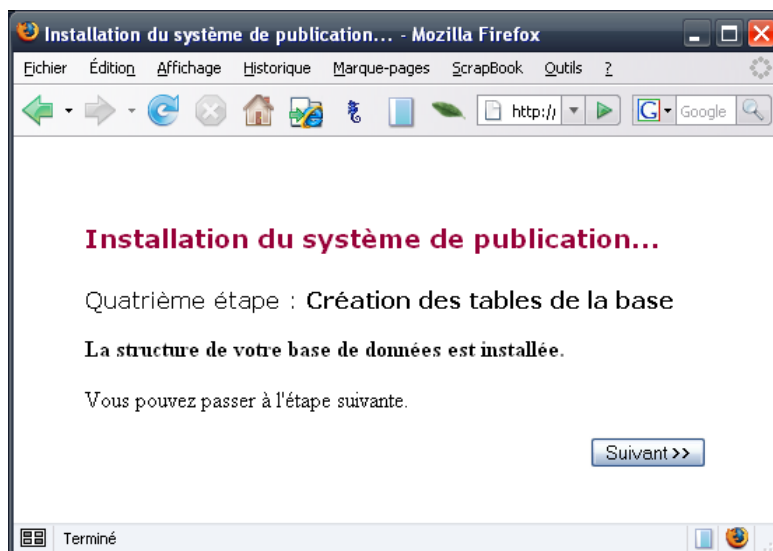 Installation du système de publication... - Mozilla Firefox
Fichier Édition Affichage Historique Marque-pages ScrapBook Outils ?
http:// G Google
Installation du système de publication...
Quatrième étape : Création des tables de la base
La structure de votre base de données est installée.
Vous pouvez passer à l'étape suivante.
Suivant >>
Terminé